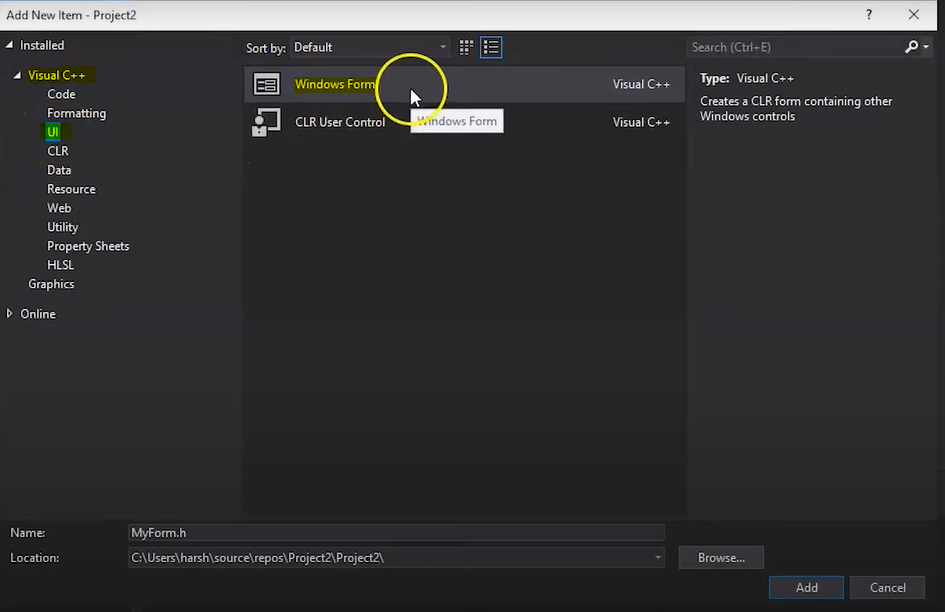 Add New Item - Project2
?
Installed
Sort by: Default
Search (Ctrl+E)
Visual C++
Code
Formatting
UI
CLR
Data
Resource
Web
Utility
Property Sheets
HLSL
Graphics
Online
Windows Form Visual C++
CLR User Control Visual C++
Windows Form
Type: Visual C++
Creates a CLR form containing other
Windows controls
Name: MyForm.h
Location: C:\Users\harsh\source\repos\Project2\Project2\
Browse...
Add Cancel